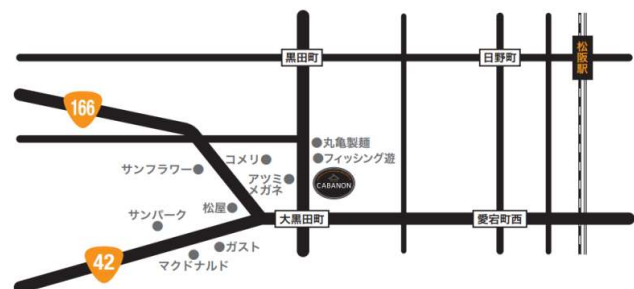 黒田町
日野町
松阪駅
166
丸亀製麺
フィッシング遊
コメリ
サンフラワー
アツミ
メガネ
CABANON
松屋
サンパーク
大黒田町
愛宕町西
ガスト
マクドナルド
42